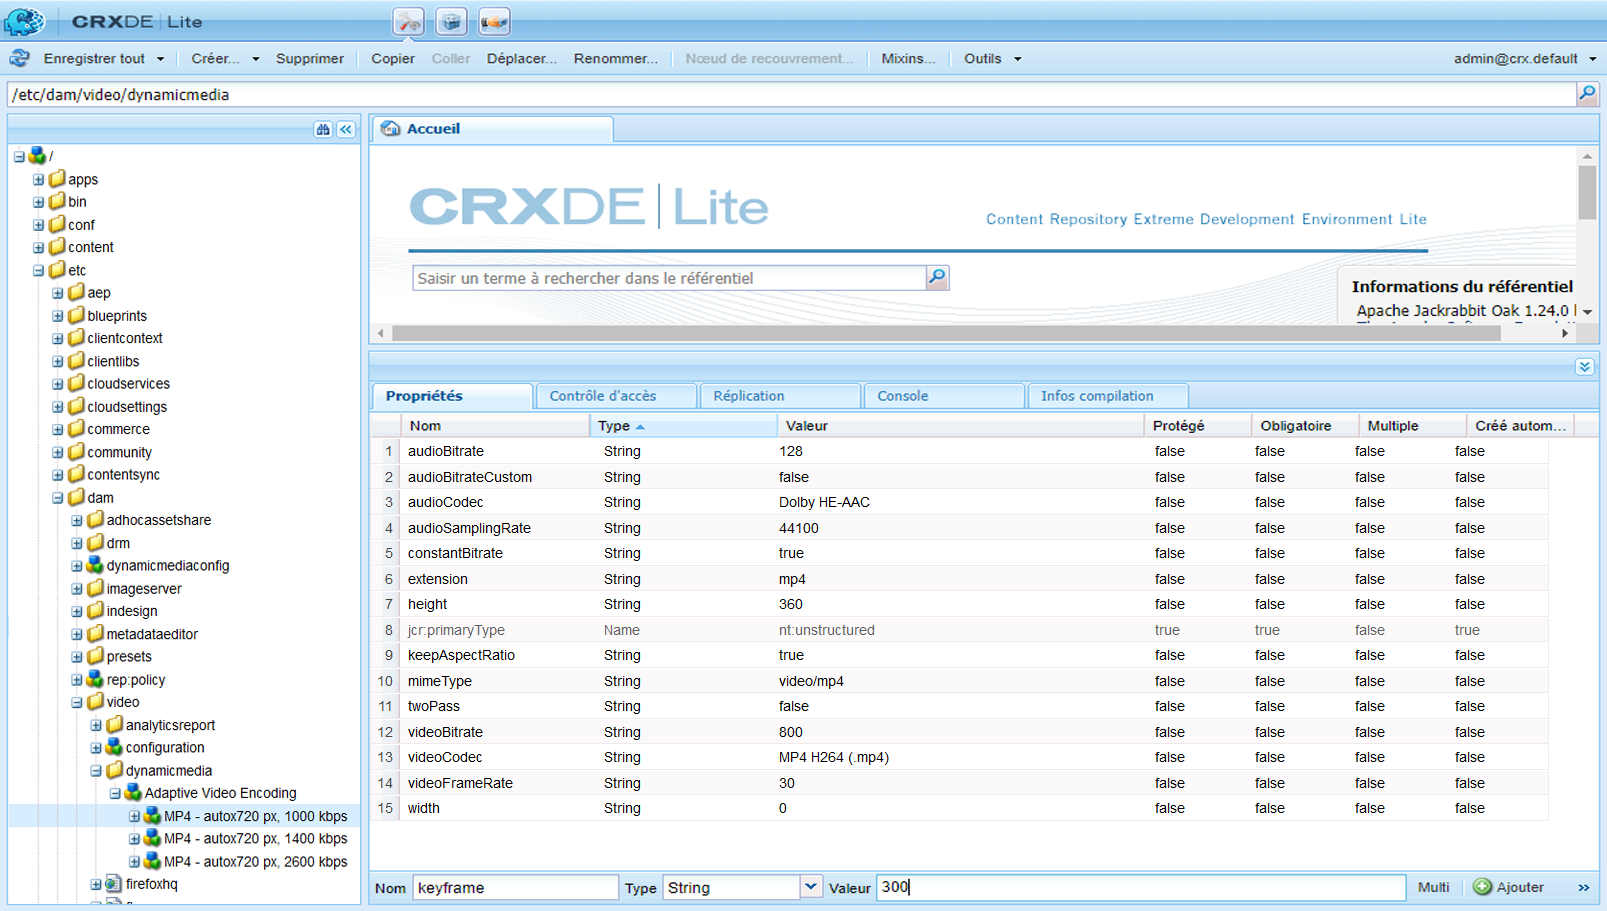 CRXDE | Lite
Enregistrer tout Créer... Supprimer Copier Coller Déplacer... Renommer... Nœud de recouvrement... Mixins... Outils admin@crx.default
/etc/dam/video/dynamicmedia
/
apps
bin
conf
content
etc
aep
blueprints
clientcontext
clientlibs
cloudservices
cloudsettings
commerce
community
contentsync
dam
adhocassetshare
drm
dynamicmediaconfig
imageserver
indesign
metadataeditor
presets
rep:policy
video
analyticsreport
configuration
dynamicmedia
Adaptive Video Encoding
MP4 - autox720 px, 1000 kbps
MP4 - autox720 px, 1400 kbps
MP4 - autox720 px, 2600 kbps
firefoxhq
Accueil
CRXDE | Lite
Content Repository Extreme Development Environment Lite
Saisir un terme à rechercher dans le référentiel
Informations du référentiel
Apache Jackrabbit Oak 1.24.0
Propriétés Contrôle d'accès Réplication Console Infos compilation
Nom Type Valeur Protégé Obligatoire Multiple Créé autom...
1 audioBitrate String 128 false false false false
2 audioBitrateCustom String false false false false false
3 audioCodec String Dolby HE-AAC false false false false
4 audioSamplingRate String 44100 false false false false
5 constantBitrate String true false false false false
6 extension String mp4 false false false false
7 height String 360 false false false false
8 jcr:primaryType Name nt:unstructured true true false true
9 keepAspectRatio String true false false false false
10 mimeType String video/mp4 false false false false
11 twoPass String false false false false false
12 videoBitrate String 800 false false false false
13 videoCodec String MP4 H264 (.mp4) false false false false
14 videoFrameRate String 30 false false false false
15 width String 0 false false false false
Nom keyframe Type String Valeur 300 Multi Ajouter